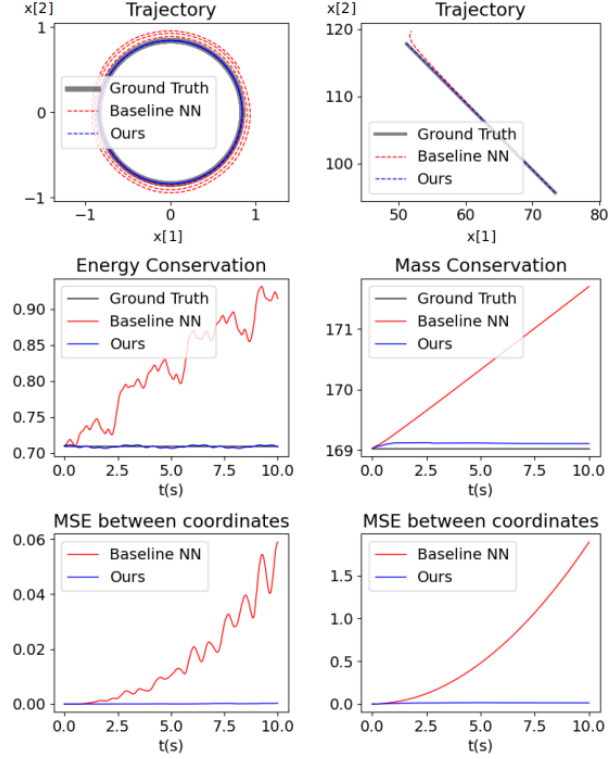 x[2] Trajectory
1
0
−1
Ground Truth
Baseline NN
Ours
−1 0 1
x[1]
x[2] Trajectory
120
100
Ground Truth
Baseline NN
Ours
50 60 70 80
x[1]
Energy Conservation
0.90
0.85
0.80
0.75
0.70
Ground Truth
Baseline NN
Ours
0.0 2.5 5.0 7.5 10.0
t(s)
Mass Conservation
171
170
169
Ground Truth
Baseline NN
Ours
0.0 2.5 5.0 7.5 10.0
t(s)
MSE between coordinates
0.06
0.04
0.02
0.00
Baseline NN
Ours
0.0 2.5 5.0 7.5 10.0
t(s)
MSE between coordinates
1.5
1.0
0.5
0.0
Baseline NN
Ours
0.0 2.5 5.0 7.5 10.0
t(s)